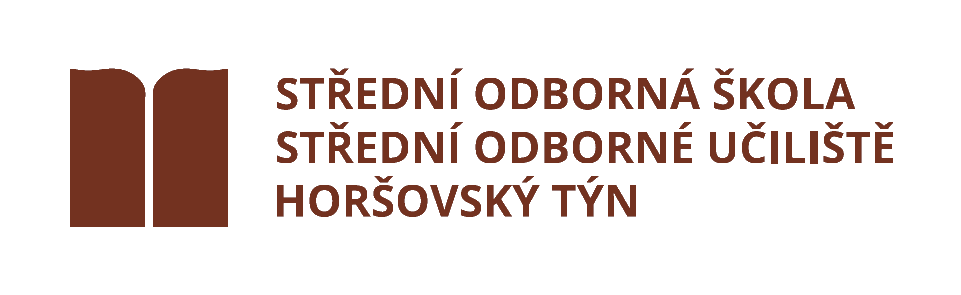 STŘEDNÍ ODBORNÁ ŠKOLA
STŘEDNÍ ODBORNÉ UČILIŠTĚ
HORŠOVSKÝ TÝN